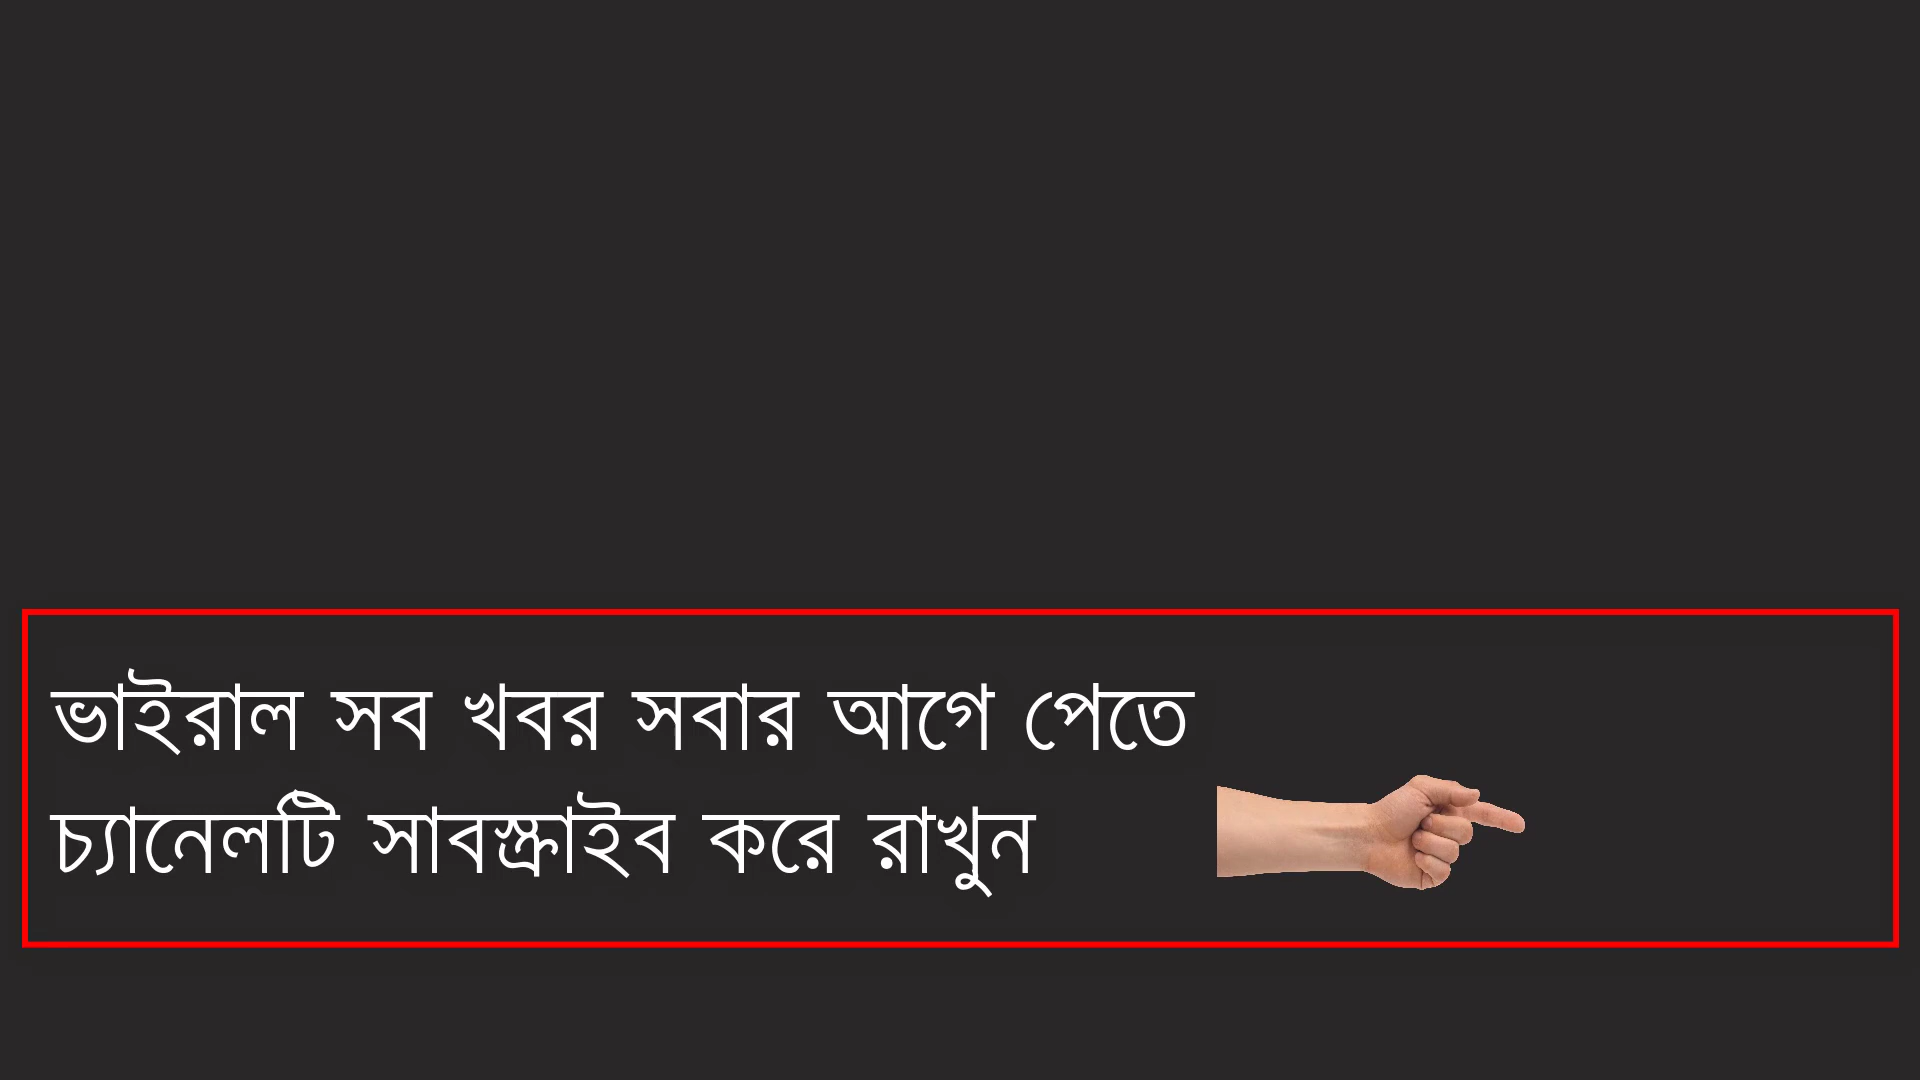 ভাইরাল সব খবর সবার আগে পেতে
চ্যানেলটি সাবস্ক্রাইব করে রাখুন